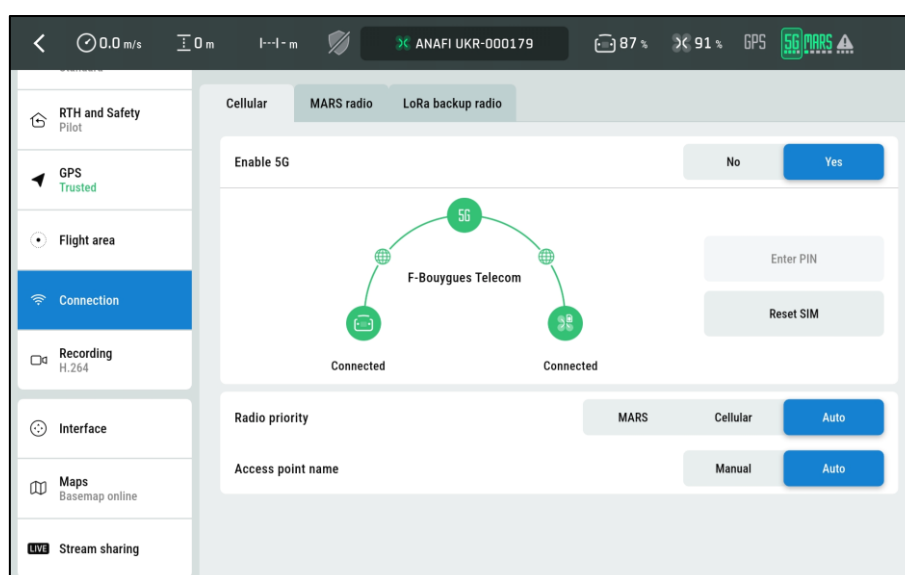 0.0 m/s
0 m
I---I - m
ANAFI UKR-000179
87 %
91 %
GPS
5G MARS
RTH and Safety
Pilot
GPS
Trusted
Flight area
Connection
Recording
H.264
Interface
Maps
Basemap online
LIVE Stream sharing
Cellular
MARS radio
LoRa backup radio
Enable 5G
No
Yes
5G
F-Bouygues Telecom
Connected
Connected
Enter PIN
Reset SIM
Radio priority
MARS
Cellular
Auto
Access point name
Manual
Auto